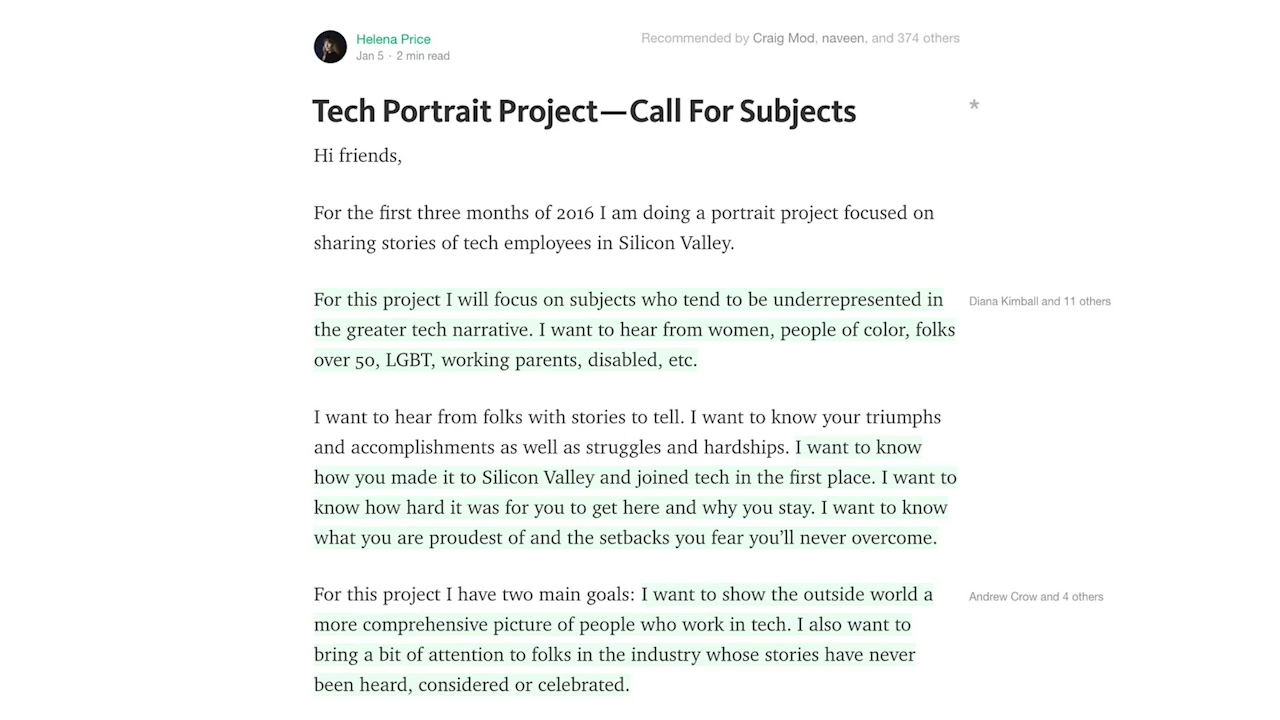 Helena Price
Jan 5 · 2 min read
Recommended by Craig Mod, naveen, and 374 others
Tech Portrait Project—Call For Subjects
*
Hi friends,
For the first three months of 2016 I am doing a portrait project focused on
sharing stories of tech employees in Silicon Valley.
For this project I will focus on subjects who tend to be underrepresented in
the greater tech narrative. I want to hear from women, people of color, folks
over 50, LGBT, working parents, disabled, etc.
Diana Kimball and 11 others
I want to hear from folks with stories to tell. I want to know your triumphs
and accomplishments as well as struggles and hardships. I want to know
how you made it to Silicon Valley and joined tech in the first place. I want to
know how hard it was for you to get here and why you stay. I want to know
what you are proudest of and the setbacks you fear you’ll never overcome.
For this project I have two main goals: I want to show the outside world a
more comprehensive picture of people who work in tech. I also want to
bring a bit of attention to folks in the industry whose stories have never
been heard, considered or celebrated.
Andrew Crow and 4 others